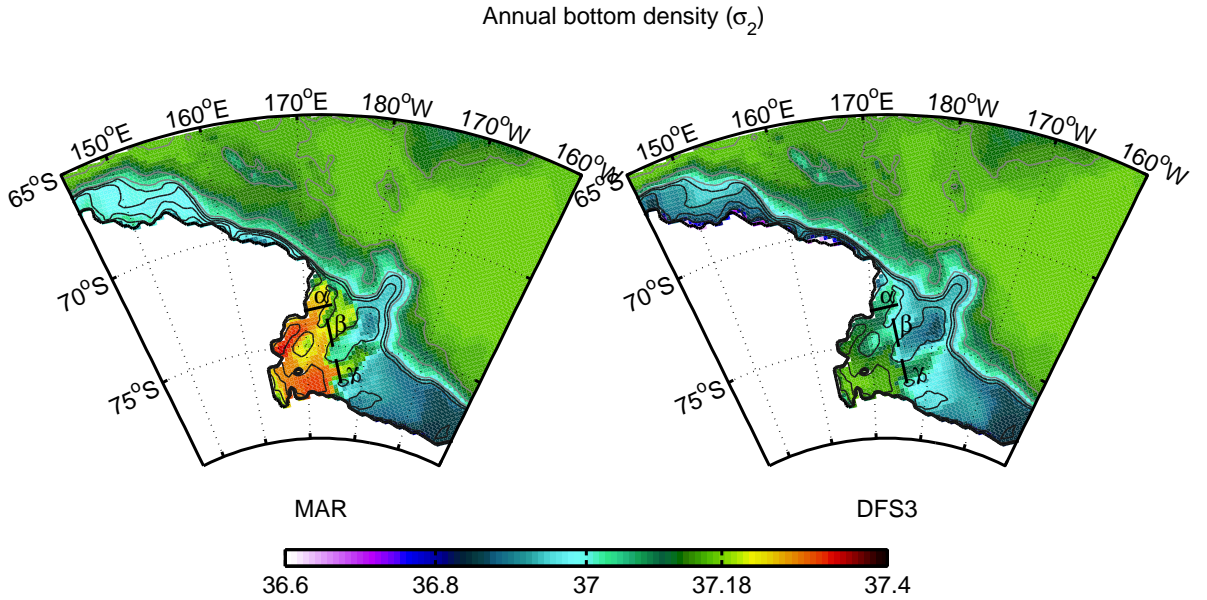 Annual bottom density (σ₂)
150°E 160°E 170°E 180°W 170°W 160°W
65°S
70°S
75°S
α
β
γ
150°E 160°E 170°E 180°W 170°W 160°W
65°S
70°S
75°S
α
β
γ
MAR DFS3
36.6 36.8 37 37.18 37.4